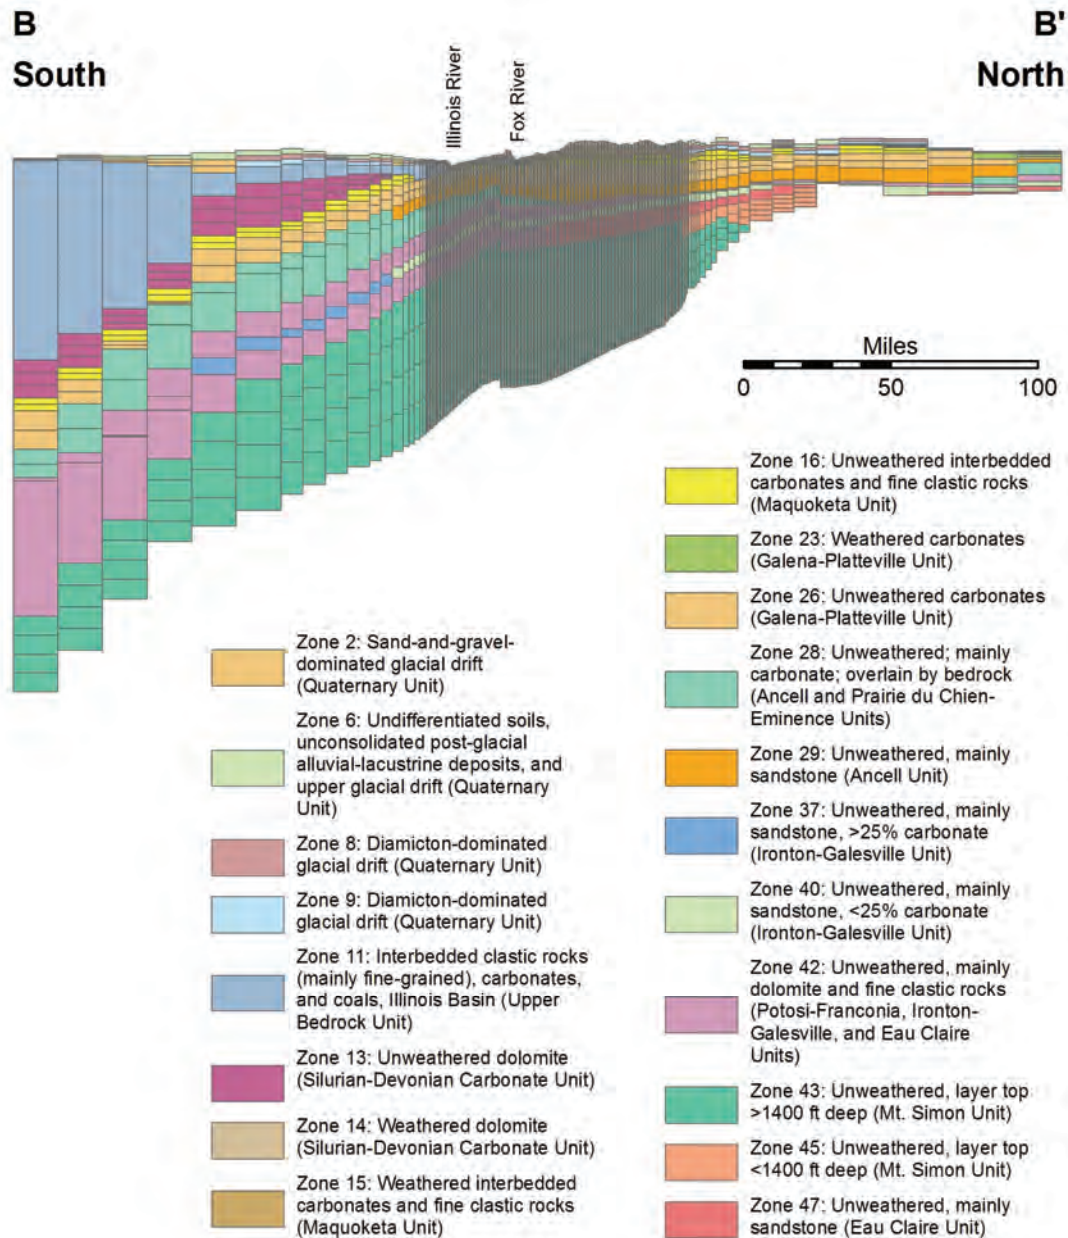 B
B'
South
North
Illinois River
Fox River
Miles
0
50
100
Zone 2: Sand-and-gravel-
dominated glacial drift
(Quaternary Unit)
Zone 6: Undifferentiated soils,
unconsolidated post-glacial
alluvial-lacustrine deposits, and
upper glacial drift (Quaternary
Unit)
Zone 8: Diamicton-dominated
glacial drift (Quaternary Unit)
Zone 9: Diamicton-dominated
glacial drift (Quaternary Unit)
Zone 11: Interbedded clastic rocks
(mainly fine-grained), carbonates,
and coals, Illinois Basin (Upper
Bedrock Unit)
Zone 13: Unweathered dolomite
(Silurian-Devonian Carbonate Unit)
Zone 14: Weathered dolomite
(Silurian-Devonian Carbonate Unit)
Zone 15: Weathered interbedded
carbonates and fine clastic rocks
(Maquoketa Unit)
Zone 16: Unweathered interbedded
carbonates and fine clastic rocks
(Maquoketa Unit)
Zone 23: Weathered carbonates
(Galena-Platteville Unit)
Zone 26: Unweathered carbonates
(Galena-Platteville Unit)
Zone 28: Unweathered; mainly
carbonate; overlain by bedrock
(Ancell and Prairie du Chien-
Eminence Units)
Zone 29: Unweathered, mainly
sandstone (Ancell Unit)
Zone 37: Unweathered, mainly
sandstone, >25% carbonate
(Ironton-Galesville Unit)
Zone 40: Unweathered, mainly
sandstone, <25% carbonate
(Ironton-Galesville Unit)
Zone 42: Unweathered, mainly
dolomite and fine clastic rocks
(Potosi-Franconia, Ironton-
Galesville, and Eau Claire
Units)
Zone 43: Unweathered, layer top
>1400 ft deep (Mt. Simon Unit)
Zone 45: Unweathered, layer top
<1400 ft deep (Mt. Simon Unit)
Zone 47: Unweathered, mainly
sandstone (Eau Claire Unit)